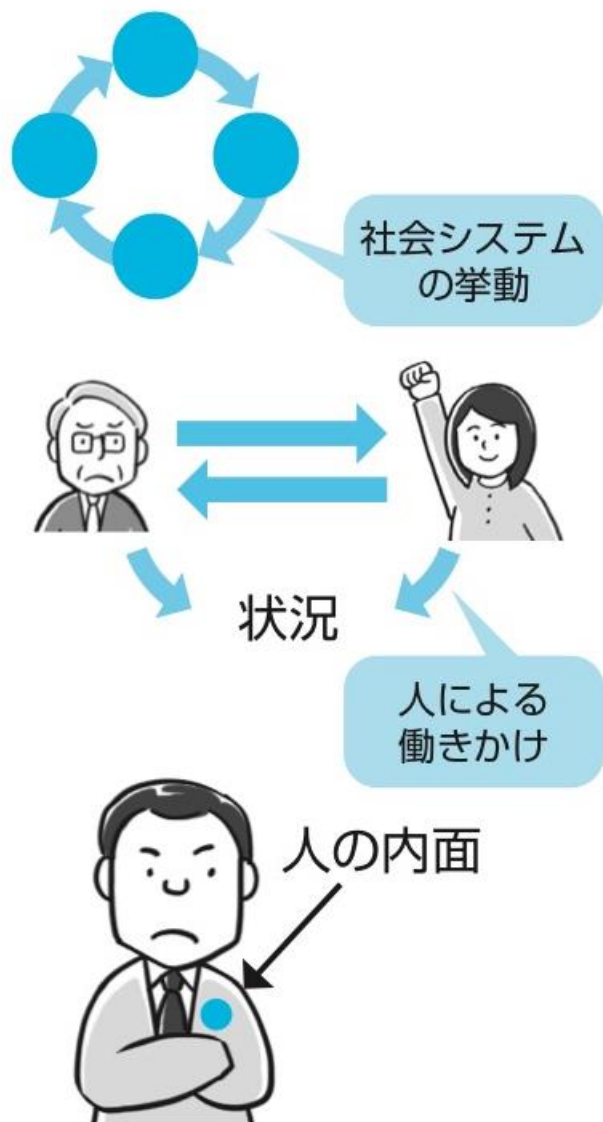 社会システム
の挙動
状況
人による
働きかけ
人の内面